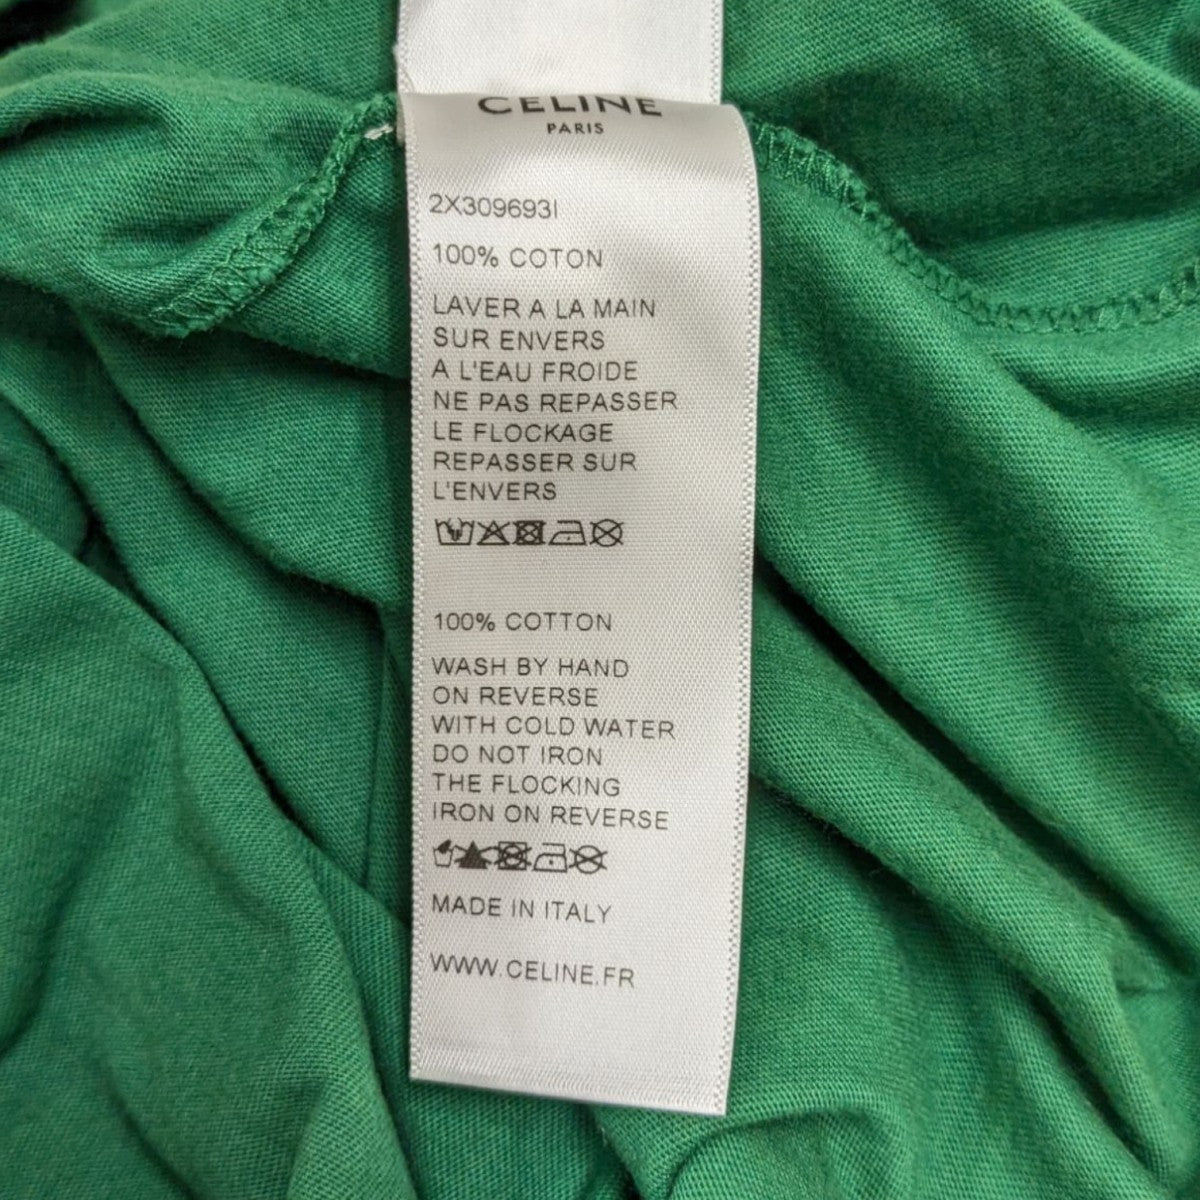 CELINE
PARIS
2X309693I
100% COTON
LAVER A LA MAIN
SUR ENVERS
A L'EAU FROIDE
NE PAS REPASSER
LE FLOCKAGE
REPASSER SUR
L'ENVERS
100% COTTON
WASH BY HAND
ON REVERSE
WITH COLD WATER
DO NOT IRON
THE FLOCKING
IRON ON REVERSE
MADE IN ITALY
WWW.CELINE.FR